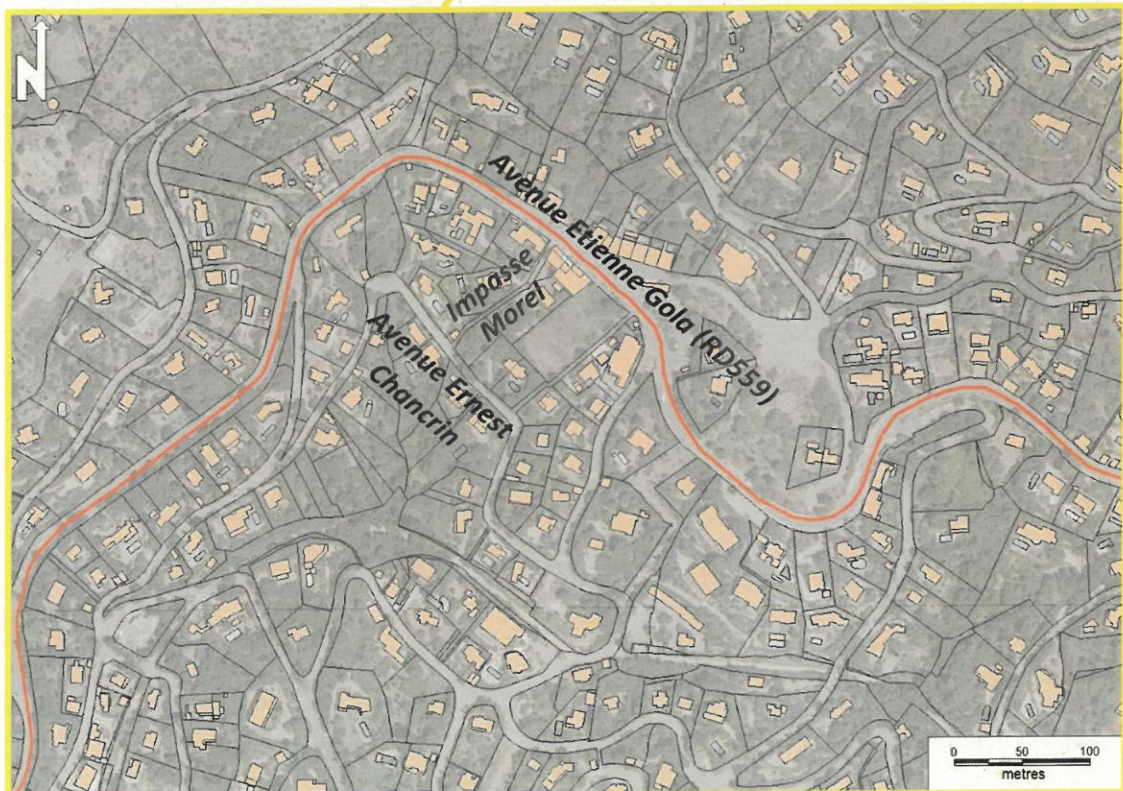 N
Avenue Etienne Gola (RD559)
Impasse
Morel
Avenue Ernest
Chancrin
0 50 100
metres